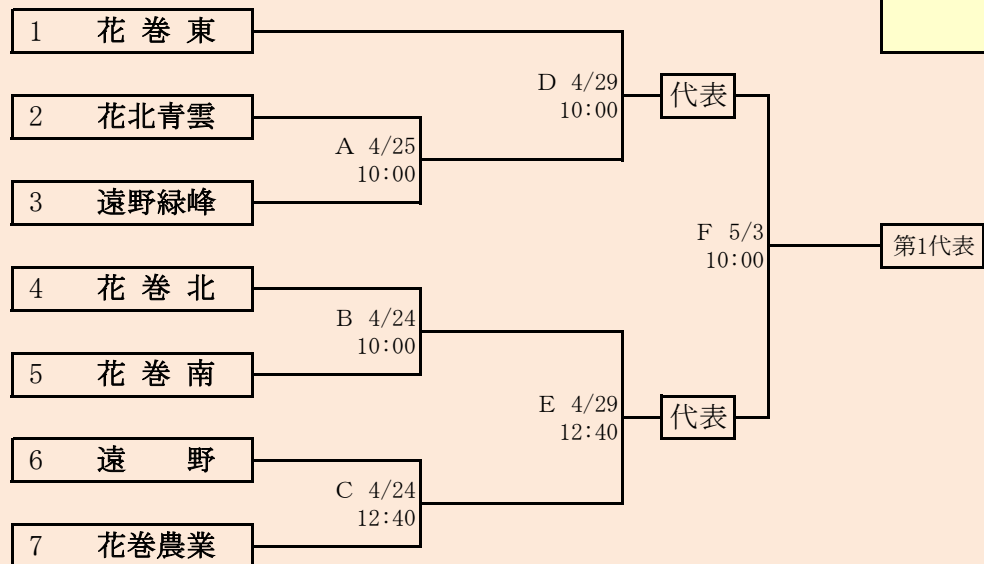 1 花巻東
D 4/29
10:00
代表
2 花北青雲
A 4/25
10:00
3 遠野緑峰
F 5/3
10:00
第1代表
4 花巻北
B 4/24
10:00
5 花巻南
E 4/29
12:40
代表
6 遠野
C 4/24
12:40
7 花巻農業